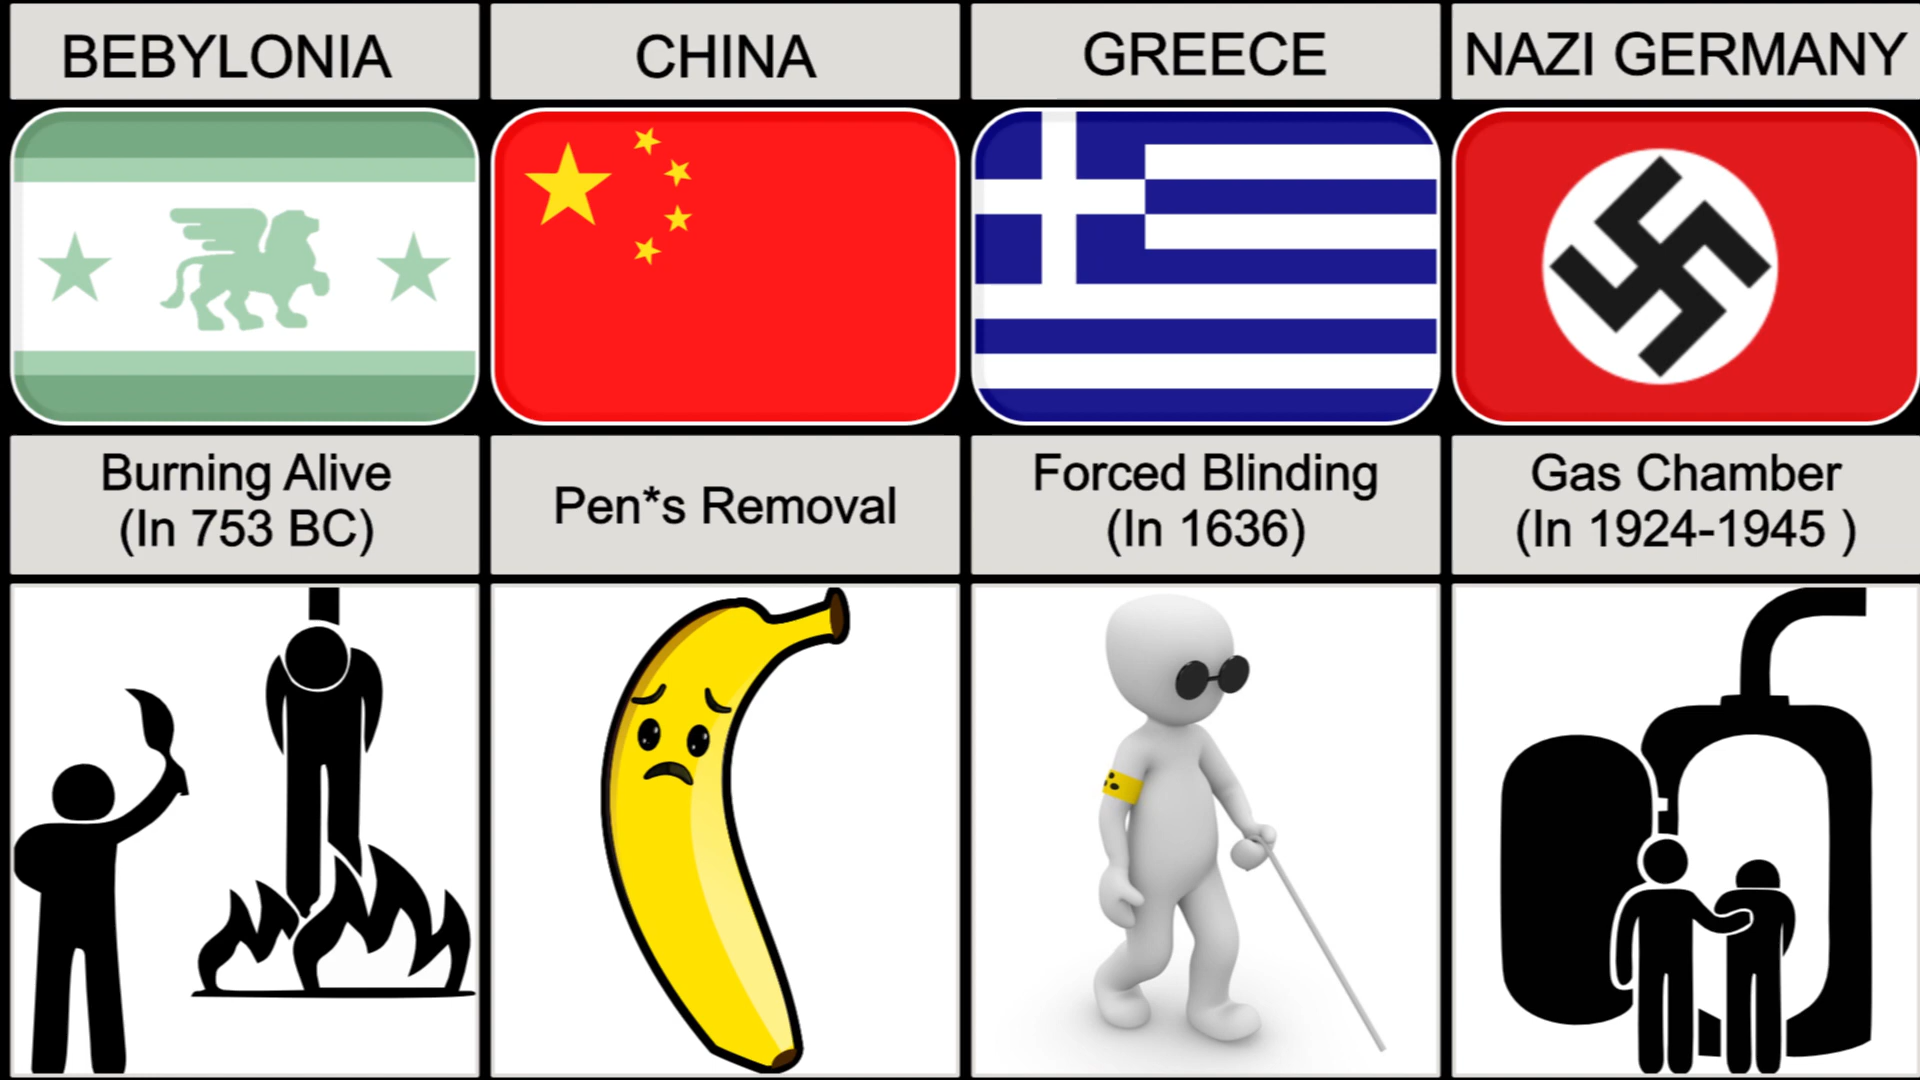 BEBYLONIA
CHINA
GREECE
NAZI GERMANY
Burning Alive
(In 753 BC)
Pen*s Removal
Forced Blinding
(In 1636)
Gas Chamber
(In 1924-1945 )